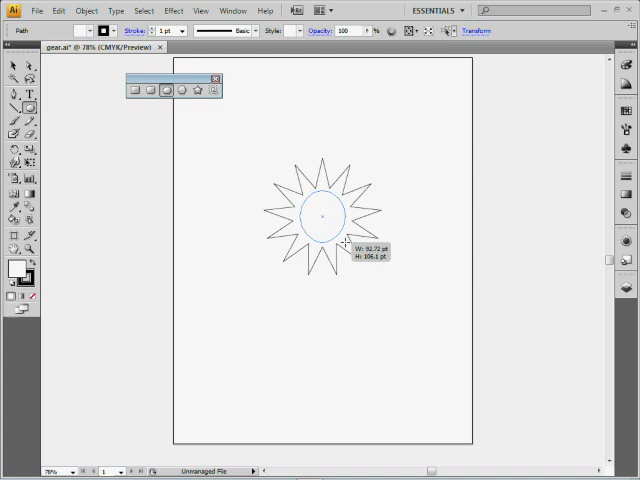 Ai File Edit Object Type Select Effect View Window Help Br ESSENTIALS
Path Stroke: 1 pt Basic Style: Opacity: 100 % Transform
gear.ai* @ 78% (CMYK/Preview) ×
T
W: 92.72 pt
H: 106.1 pt
78% 1 Unmanaged File